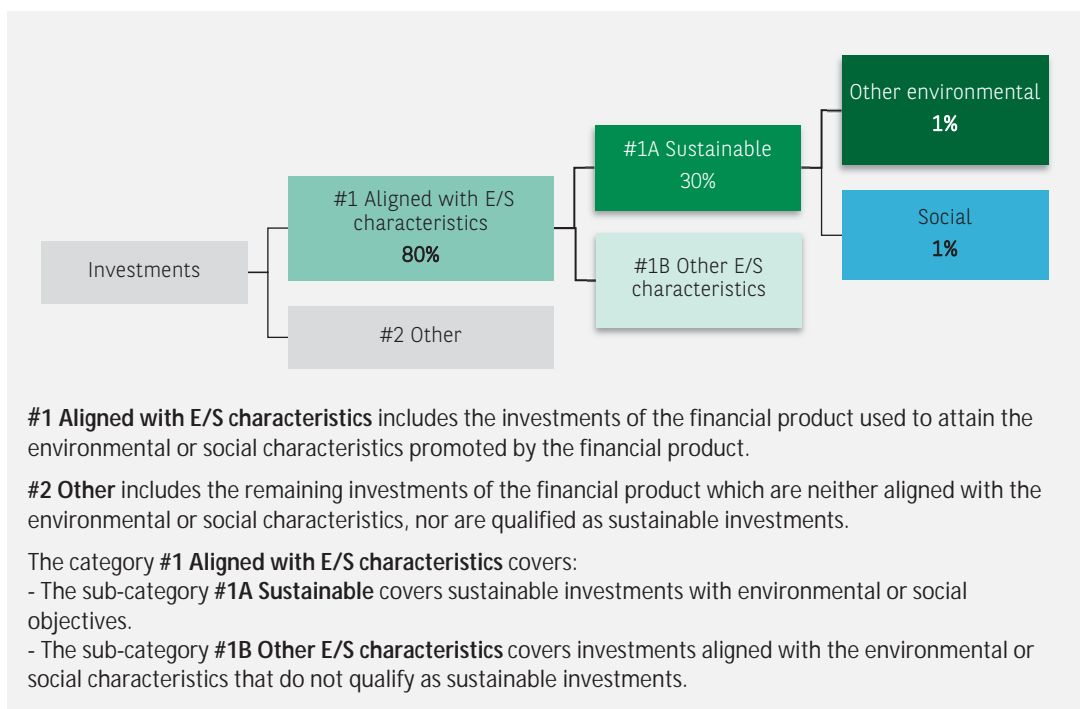 Other environmental
1%
#1A Sustainable
30%
#1 Aligned with E/S
characteristics
80%
Social
1%
Investments
#1B Other E/S
characteristics
#2 Other
#1 Aligned with E/S characteristics includes the investments of the financial product used to attain the
environmental or social characteristics promoted by the financial product.
#2 Other includes the remaining investments of the financial product which are neither aligned with the
environmental or social characteristics, nor are qualified as sustainable investments.
The category #1 Aligned with E/S characteristics covers:
- The sub-category #1A Sustainable covers sustainable investments with environmental or social
objectives.
- The sub-category #1B Other E/S characteristics covers investments aligned with the environmental or
social characteristics that do not qualify as sustainable investments.